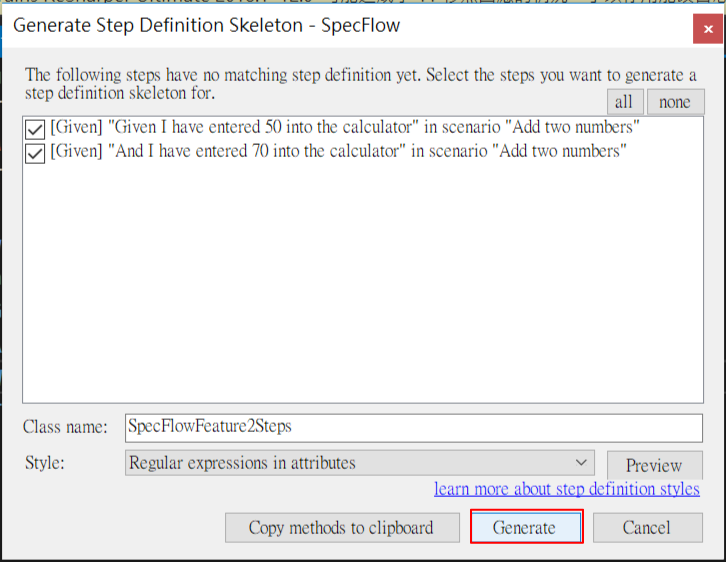 Generate Step Definition Skeleton - SpecFlow
The following steps have no matching step definition yet. Select the steps you want to generate a
step definition skeleton for.
all none
[Given] "Given I have entered 50 into the calculator" in scenario "Add two numbers"
[Given] "And I have entered 70 into the calculator" in scenario "Add two numbers"
Class name: SpecFlowFeature2Steps
Style: Regular expressions in attributes Preview
learn more about step definition styles
Copy methods to clipboard Generate Cancel